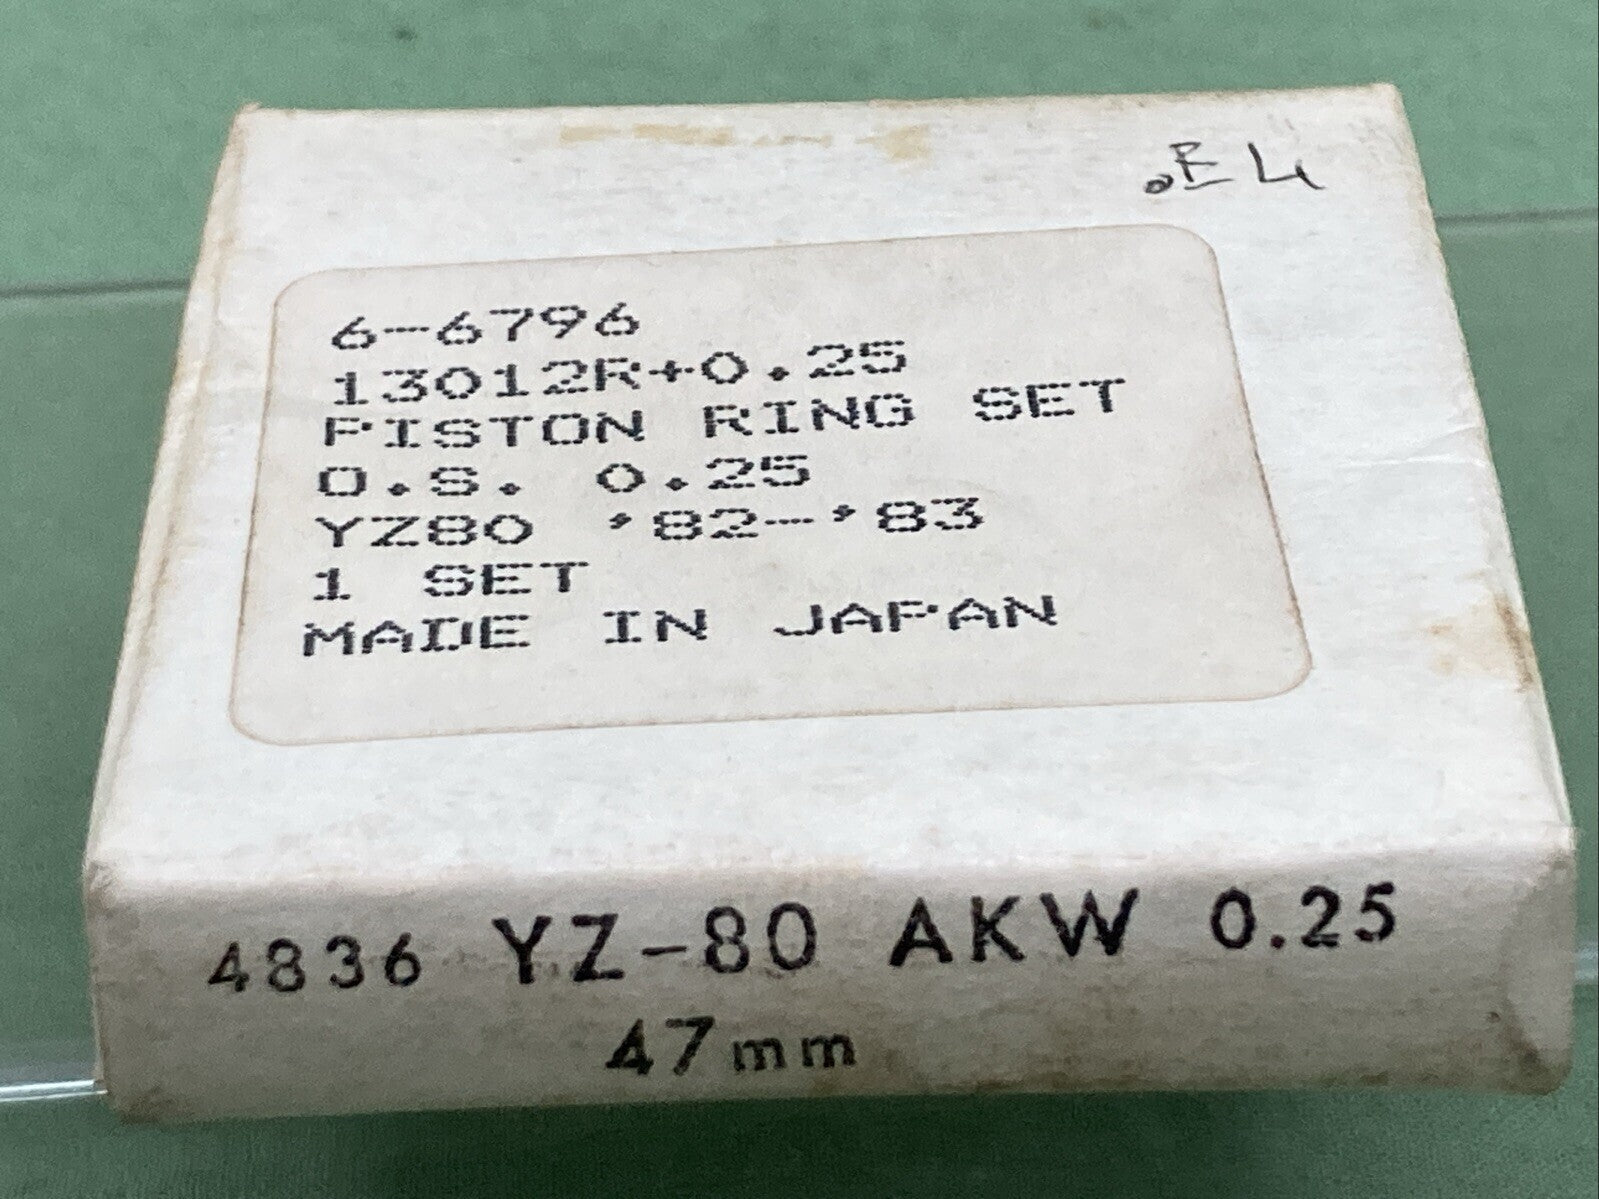 6-6796
13012R+0.25
PISTON RING SET
O.S. 0.25
YZ80 '82-'83
1 SET
MADE IN JAPAN
4836 YZ-80 AKW 0.25
47mm